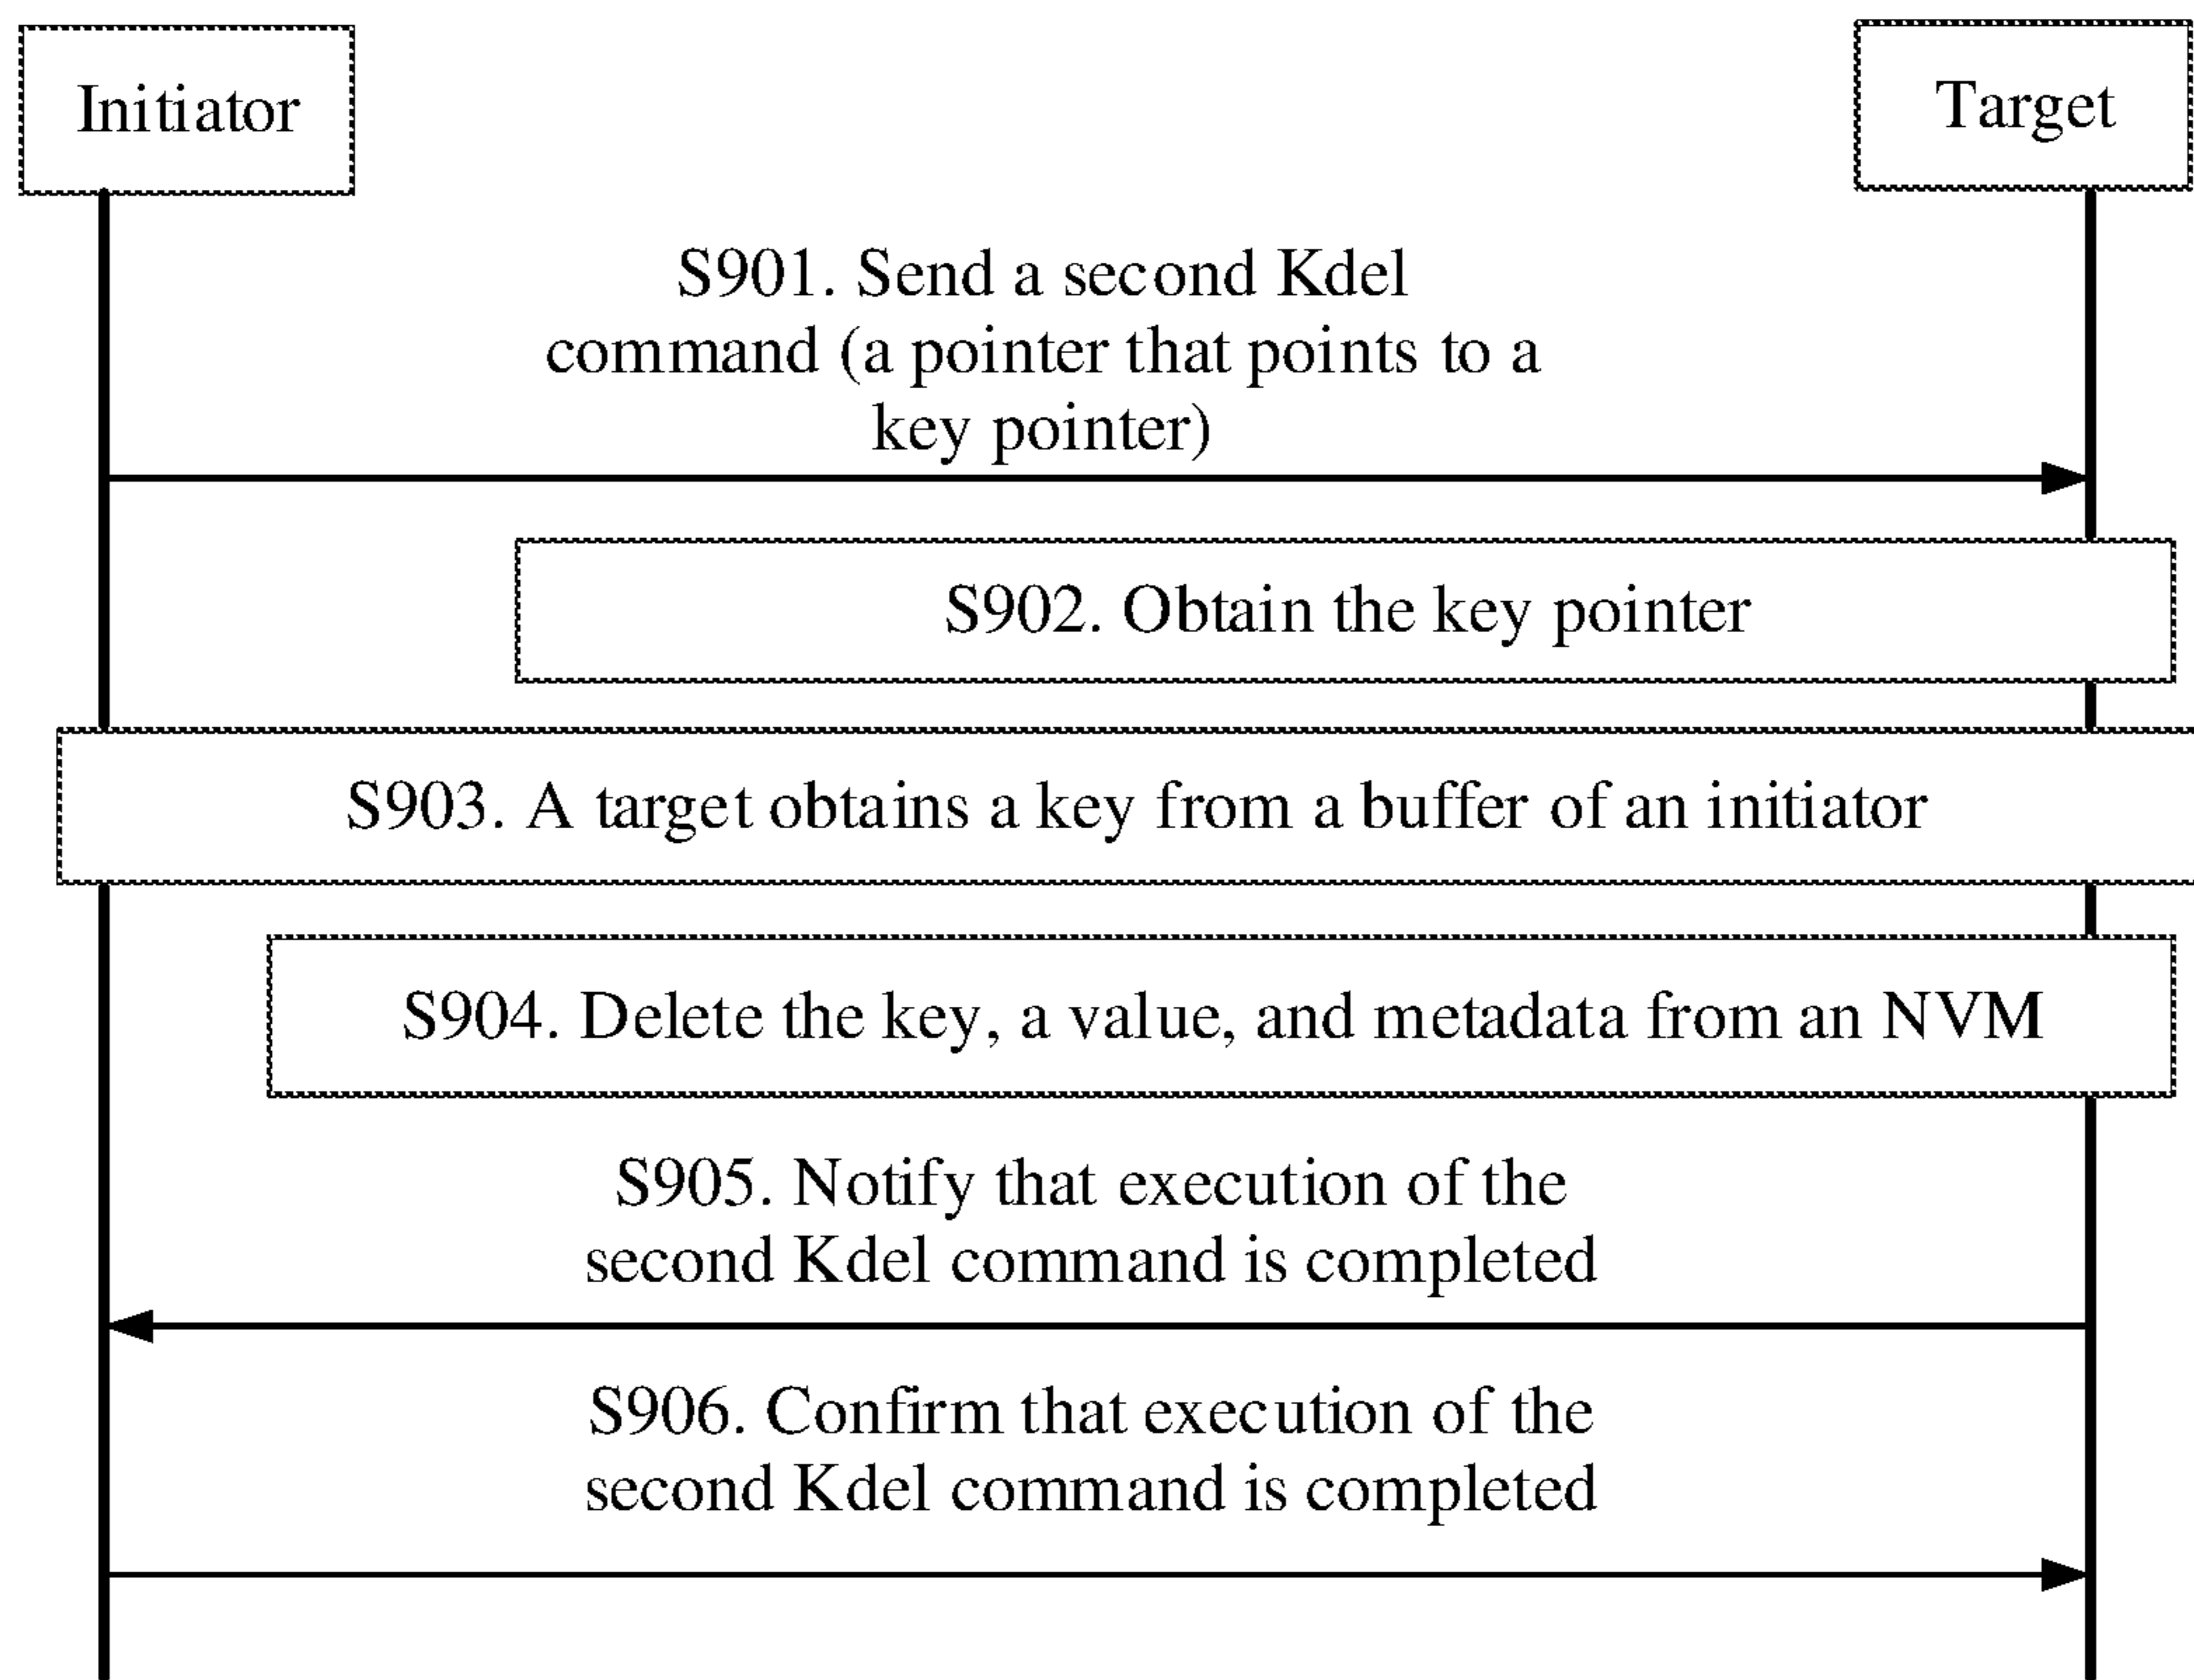 Initiator
Target
S901. Send a second Kdel
command (a pointer that points to a
key pointer)
S902. Obtain the key pointer
S903. A target obtains a key from a buffer of an initiator
S904. Delete the key, a value, and metadata from an NVM
S905. Notify that execution of the
second Kdel command is completed
S906. Confirm that execution of the
second Kdel command is completed